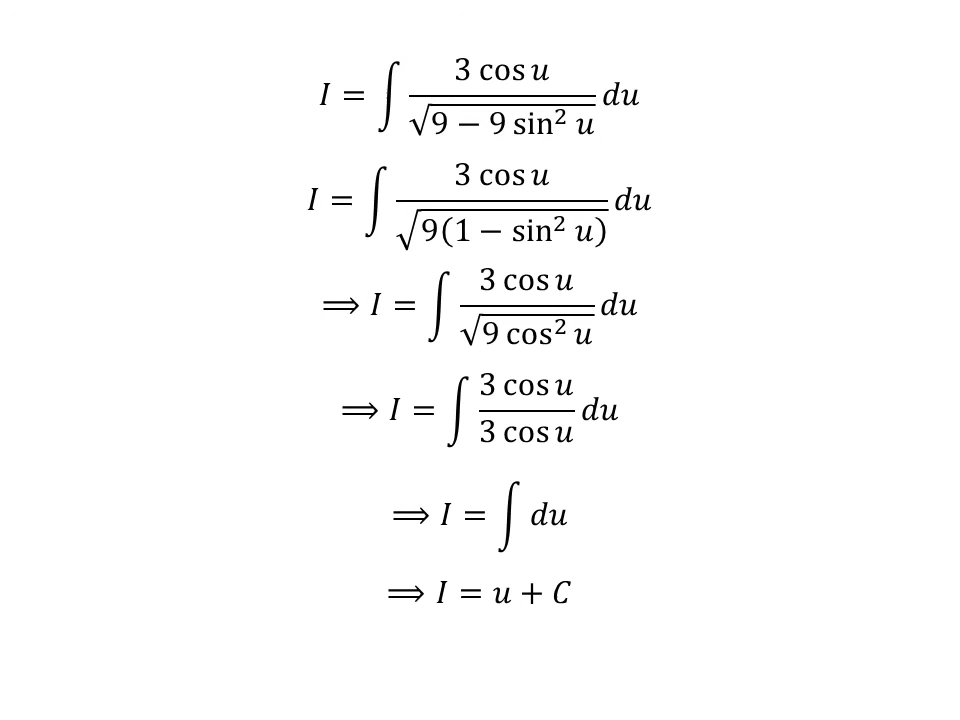 I = ∫ 3 cos u / √(9 − 9 sin² u) du
I = ∫ 3 cos u / √(9(1 − sin² u)) du
⟹ I = ∫ 3 cos u / √(9 cos² u) du
⟹ I = ∫ 3 cos u / 3 cos u du
⟹ I = ∫ du
⟹ I = u + C